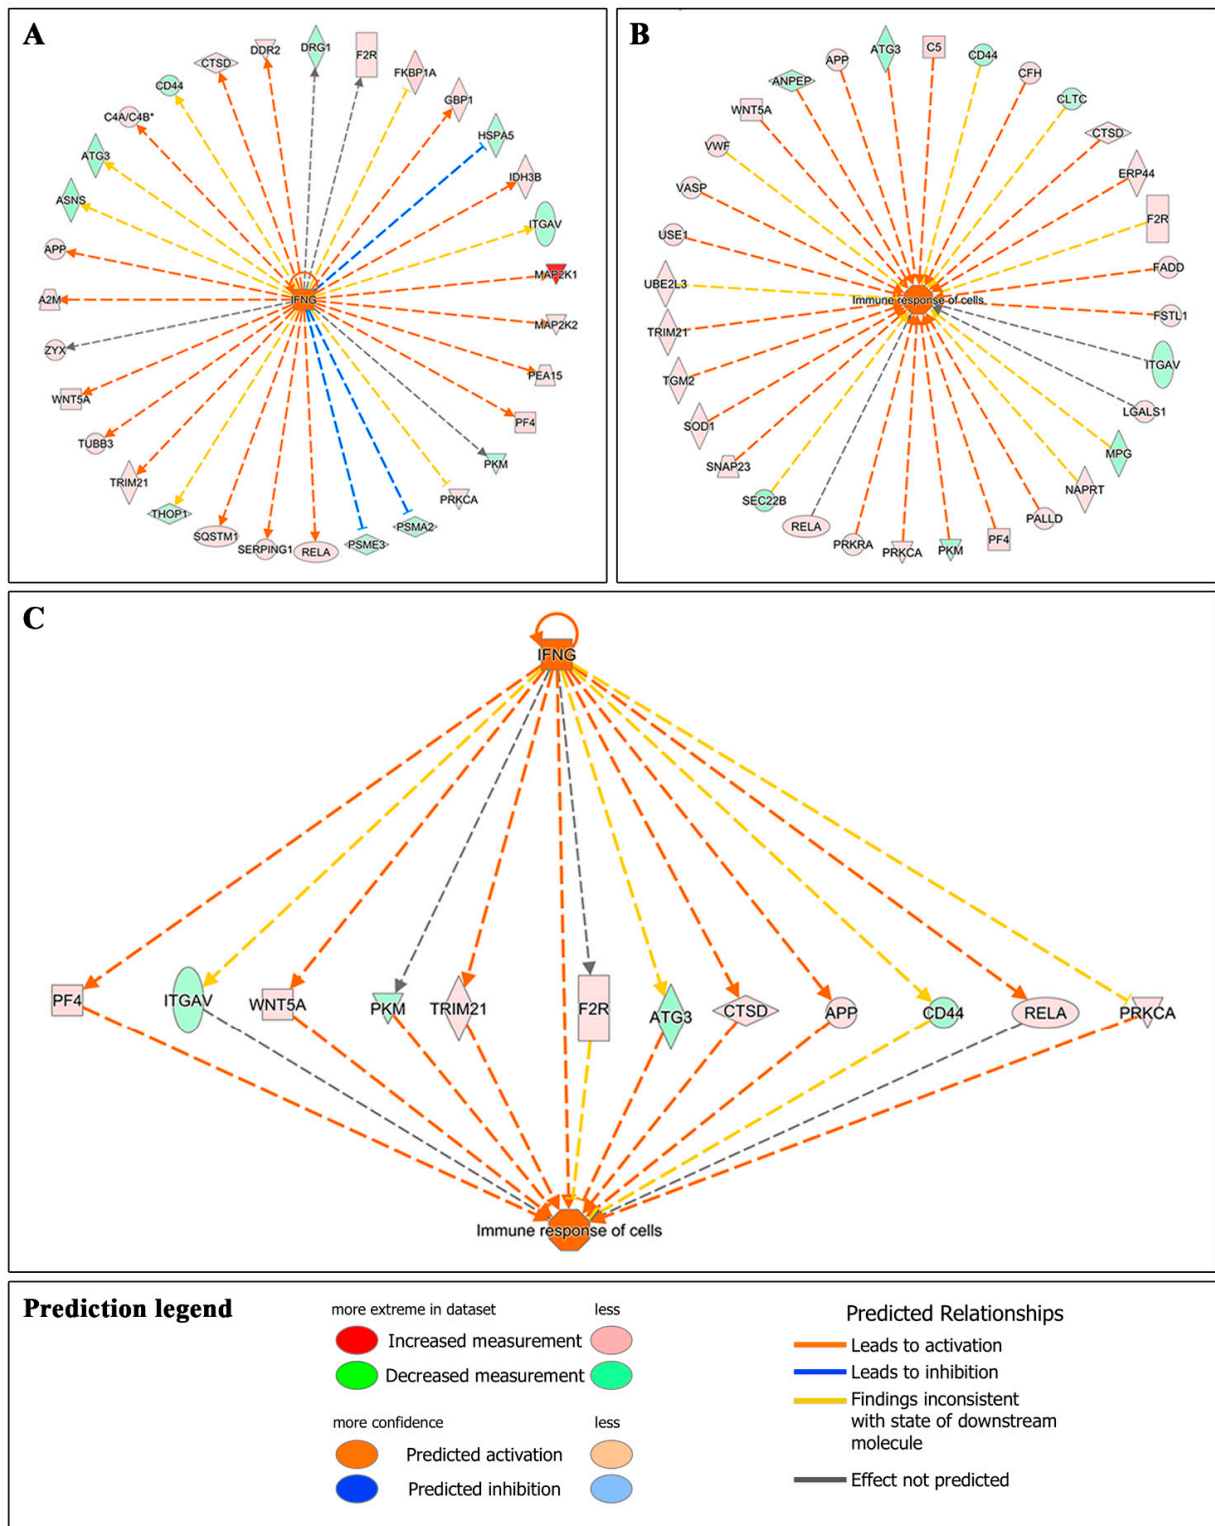 A
DRG1
DDR2
F2R
CTSD
FKBP1A
CD44
GBP1
C4A/C4B*
HSPA5
ATG3
IDH3B
ASNS
ITGAV
APP
MAP2K1
A2M
IFNG
MAP2K2
ZYX
PEA15
WNT5A
PF4
TUBB3
PKM
TRIM21
PRKCA
THOP1
PSMA2
SQSTM1
SERPING1
RELA
PSME3
B
ATG3
C5
CD44
APP
CFH
ANPEP
CLTC
WNT5A
CTSD
VWF
ERP44
VASP
F2R
USE1
FADD
UBE2L3
Immune response of cells
FSTL1
TRIM21
ITGAV
TGM2
LGALS1
SOD1
MPG
SNAP23
NAPRT
SEC22B
PALLD
RELA
PF4
PRKRA
PRKCA
PKM
C
IFNG
PF4
ITGAV
WNT5A
PKM
TRIM21
F2R
ATG3
CTSD
APP
CD44
RELA
PRKCA
Immune response of cells
Prediction legend
more extreme in dataset
less
Increased measurement
Decreased measurement
more confidence
less
Predicted activation
Predicted inhibition
Predicted Relationships
Leads to activation
Leads to inhibition
Findings inconsistent
with state of downstream
molecule
Effect not predicted